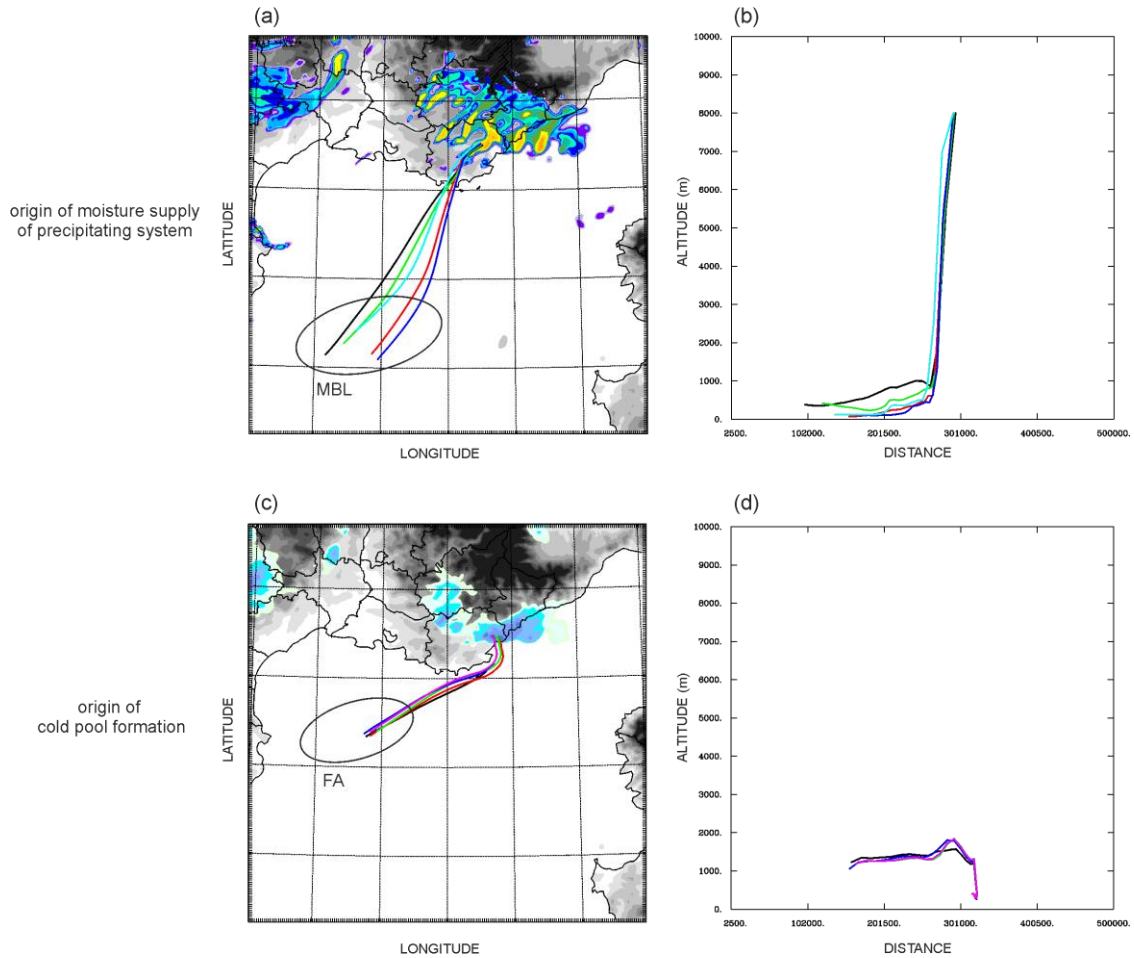 (a)
(b)
origin of moisture supply
of precipitating system
LATITUDE
MBL
LONGITUDE
ALTITUDE (m)
10000.
9000.
8000.
7000.
6000.
5000.
4000.
3000.
2000.
1000.
0.
2500.
102000.
201500.
301000.
400500.
500000.
DISTANCE
(c)
(d)
origin of
cold pool formation
LATITUDE
FA
LONGITUDE
ALTITUDE (m)
10000.
9000.
8000.
7000.
6000.
5000.
4000.
3000.
2000.
1000.
0.
2500.
102000.
201500.
301000.
400500.
500000.
DISTANCE